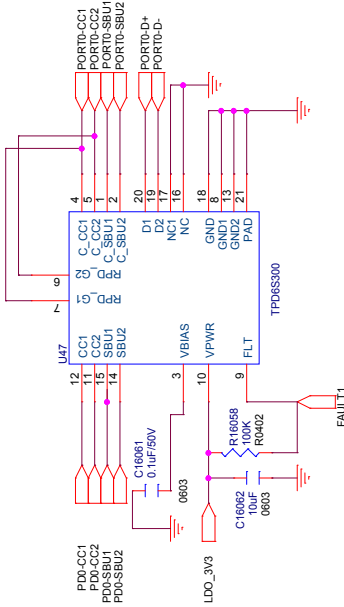 PORT0-CC1
PORT0-CC2
PORT0-SBU1
PORT0-SBU2
PORT0-D+
PORT0-D-
4
5
1
2
20
19
17
16
18
8
13
21
C_CC1
C_CC2
C_SBU1
C_SBU2
D1
D2
NC1
NC
GND
GND1
GND2
PAD
TPD6S300
6
7
RPD_G2
RPD_G1
U47
CC1
CC2
SBU1
SBU2
VBIAS
VPWR
FLT
12
11
15
14
3
10
9
C16061
0.1uF/50V
0603
R16058
100K
R0402
C16062
10uF
0603
FAULT1
PD0-CC1
PD0-CC2
PD0-SBU1
PD0-SBU2
LDO_3V3